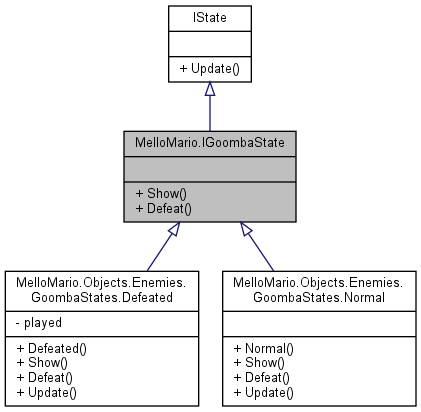 IState
+ Update()
MelloMario.IGoombaState
+ Show()
+ Defeat()
MelloMario.Objects.Enemies.
GoombaStates.Defeated
- played
+ Defeated()
+ Show()
+ Defeat()
+ Update()
MelloMario.Objects.Enemies.
GoombaStates.Normal
+ Normal()
+ Show()
+ Defeat()
+ Update()